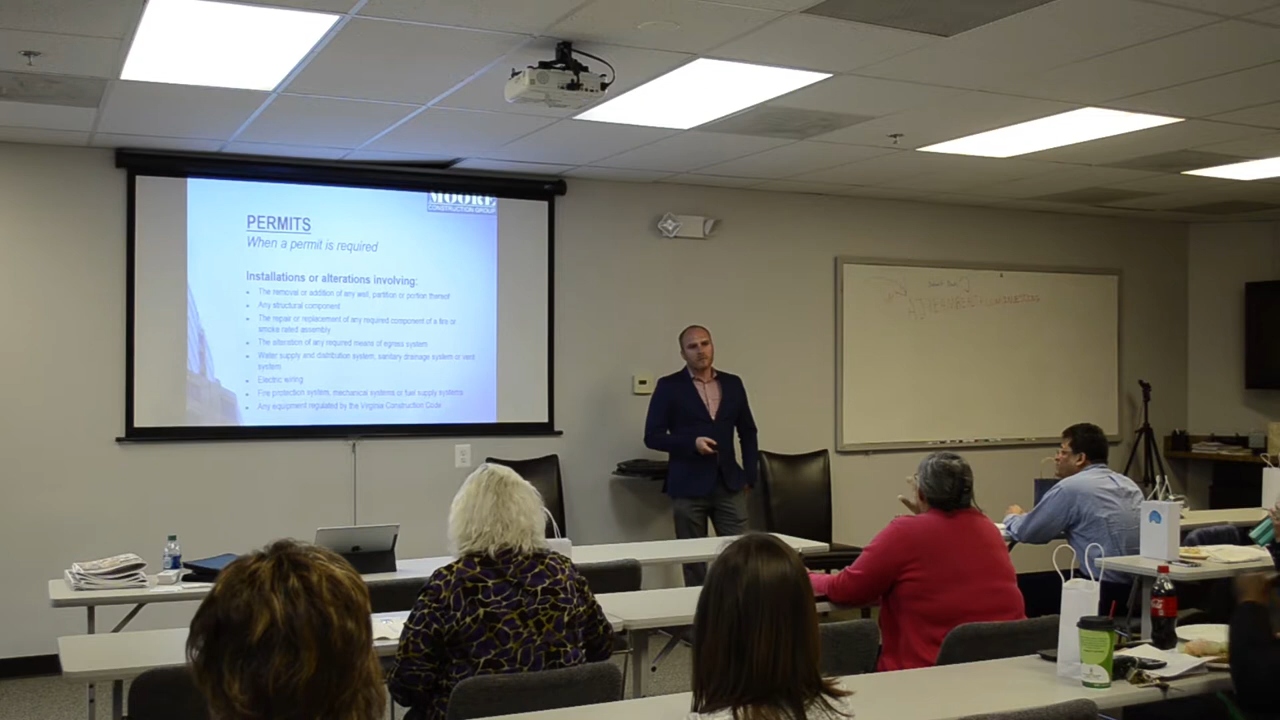 MOORE
CONSTRUCTION GROUP
PERMITS
When a permit is required
Installations or alterations involving:
The removal or addition of any wall, partition or portion thereof
Any structural component
The repair or replacement of any required component of a fire or
smoke rated assembly
The alteration of any required means of egress system
Water supply and distribution system, sanitary drainage system or vent
system
Electric wiring
Fire protection system, mechanical systems or fuel supply systems
Any equipment regulated by the Virginia Construction Code